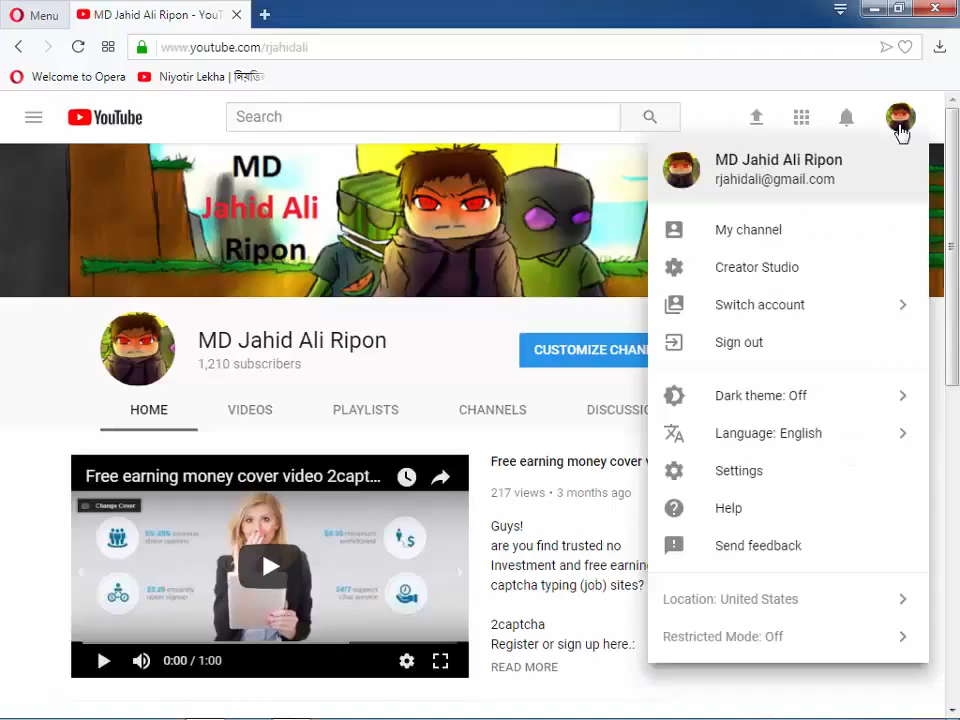 Menu
MD Jahid Ali Ripon - YouT
www.youtube.com/rjahidali
Welcome to Opera
Niyotir Lekha |
YouTube
Search
MD
Jahid Ali
Ripon
MD Jahid Ali Ripon
rjahidali@gmail.com
My channel
Creator Studio
Switch account
Sign out
Dark theme: Off
Language: English
Settings
Help
Send feedback
Location: United States
Restricted Mode: Off
MD Jahid Ali Ripon
1,210 subscribers
CUSTOMIZE CHAN
HOME
VIDEOS
PLAYLISTS
CHANNELS
DISCUSSIO
Free earning money cover video 2capt...
Change Cover
0:00 / 1:00
Free earning money cover v
217 views • 3 months ago
Guys!
are you find trusted no
Investment and free earning
captcha typing (job) sites?
2captcha
Register or sign up here.:
READ MORE